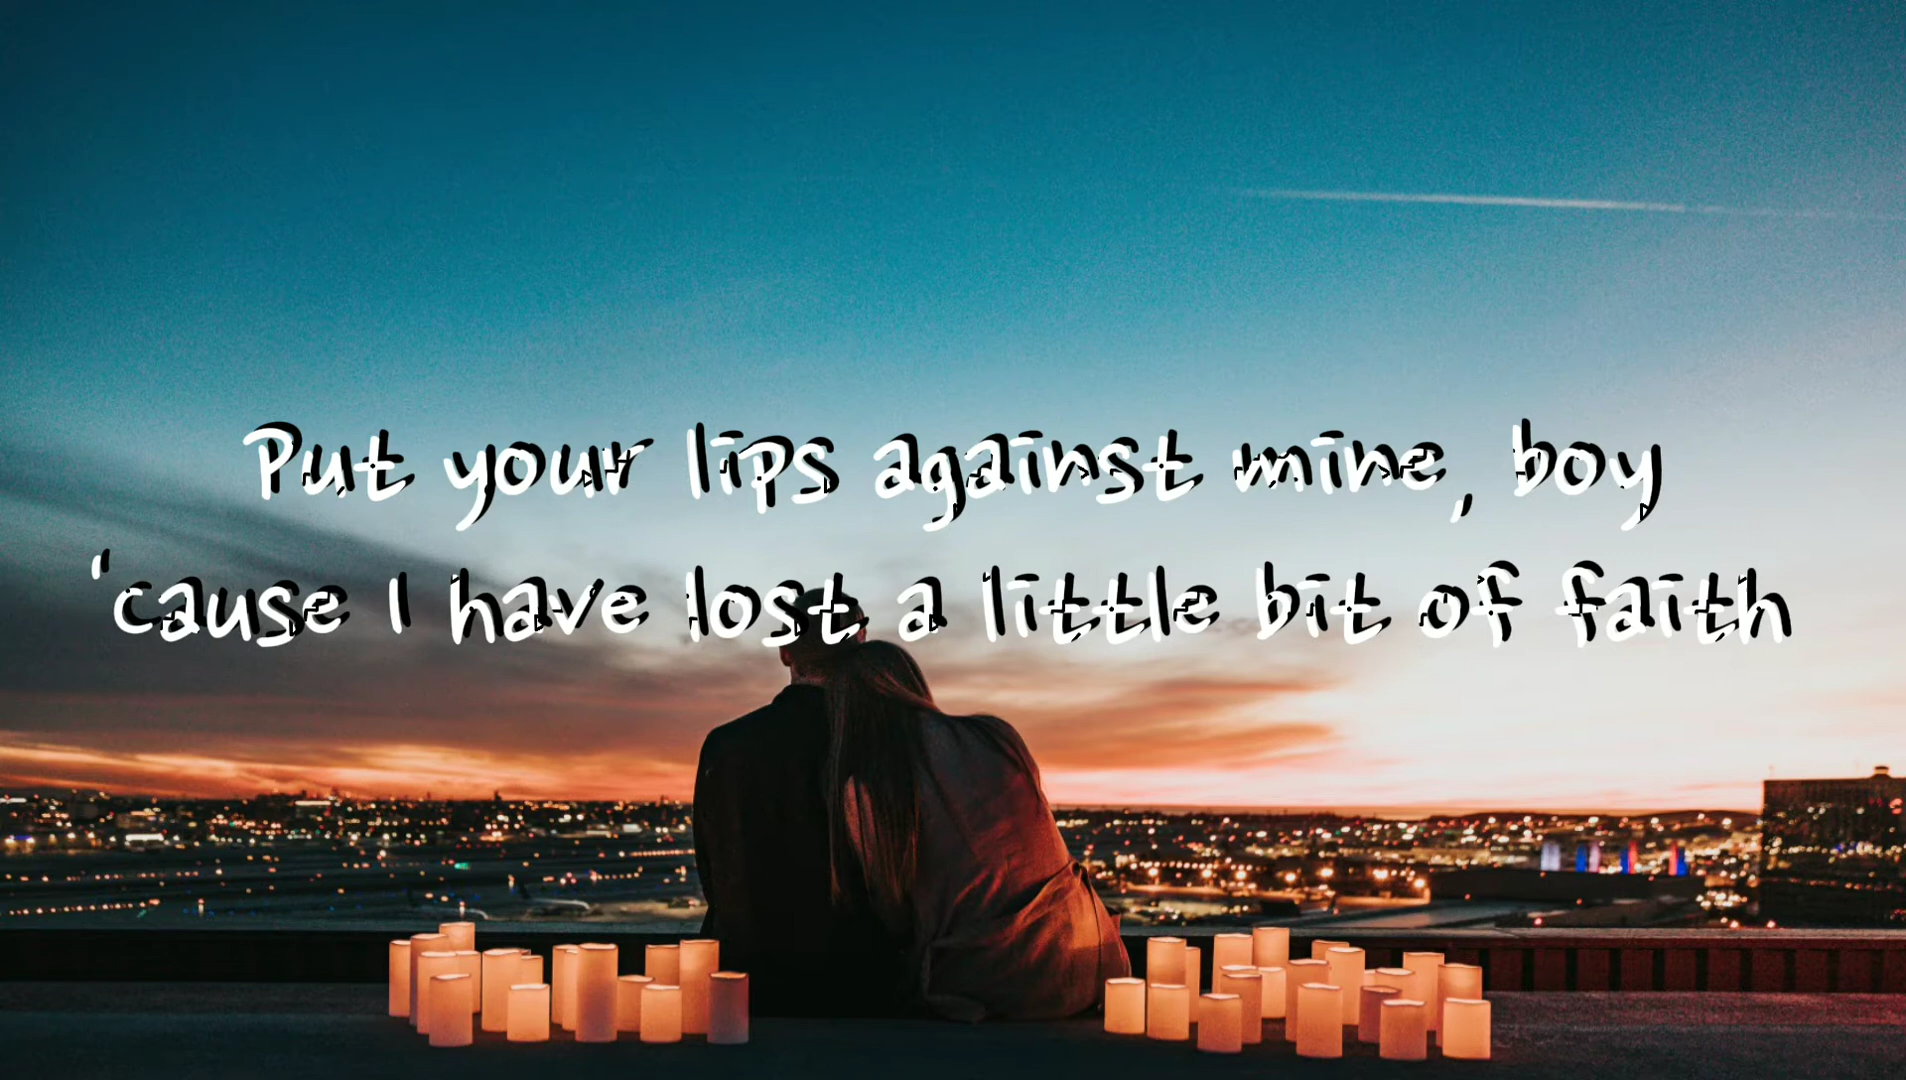 Put your lips against mine, boy
'cause I have lost a little bit of faith